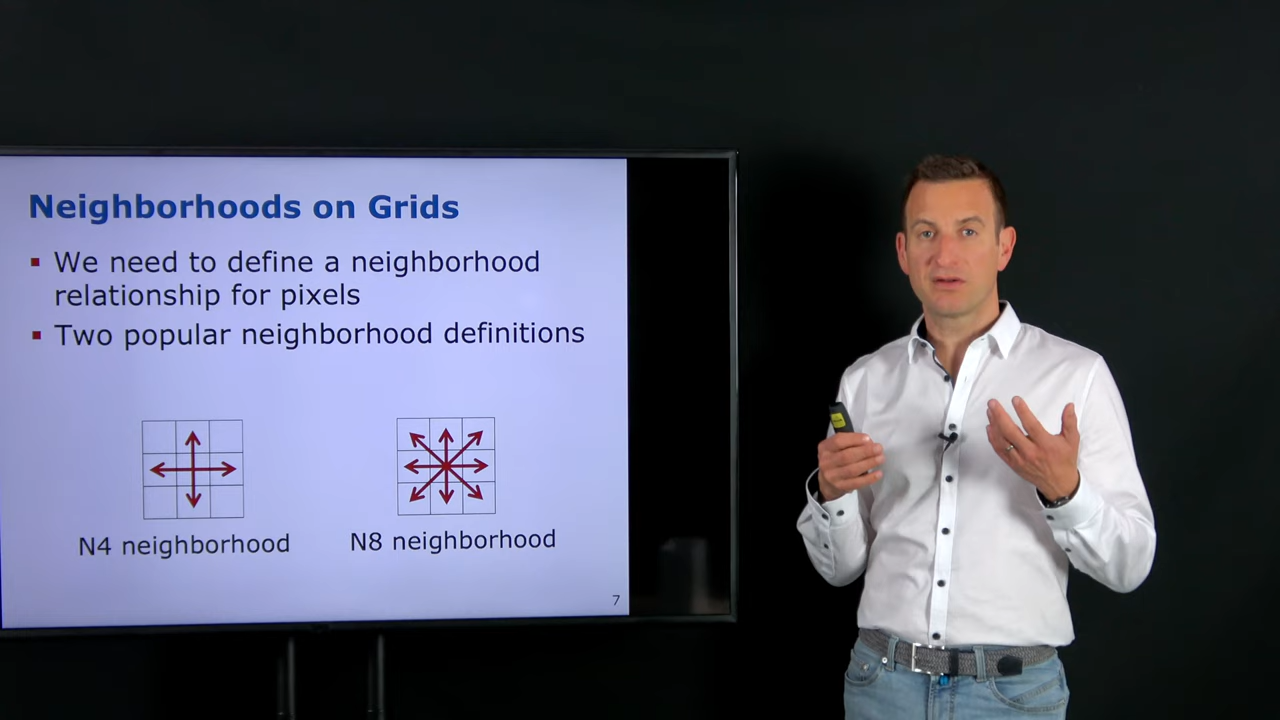 Neighborhoods on Grids
We need to define a neighborhood
relationship for pixels
Two popular neighborhood definitions
N4 neighborhood
N8 neighborhood
7